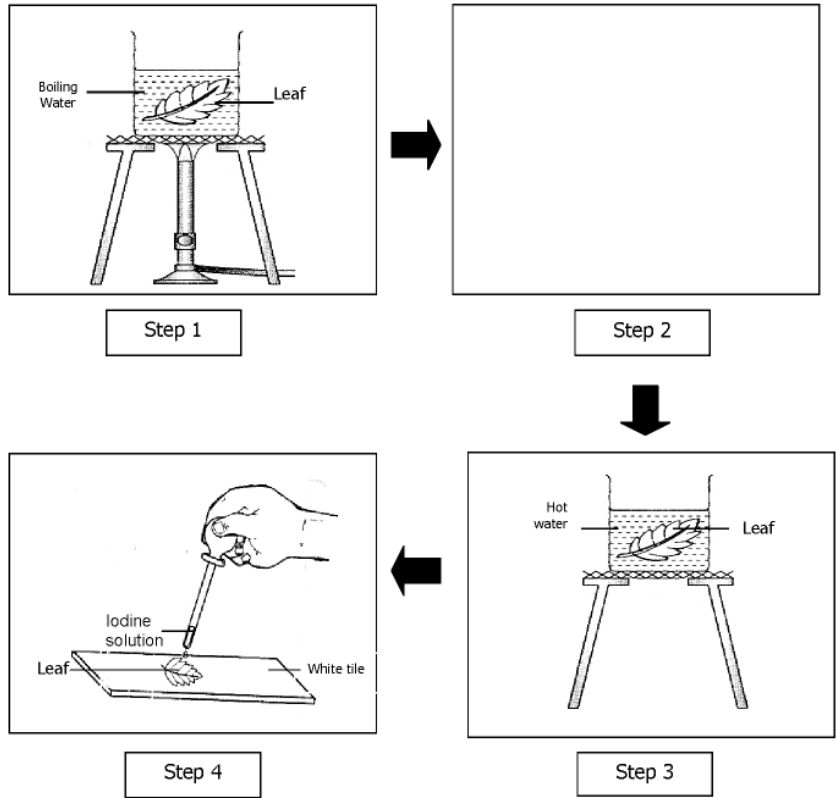 Boiling
Water
Leaf
Step 1
Step 2
Hot
water
Leaf
Step 3
Iodine
solution
Leaf
White tile
Step 4